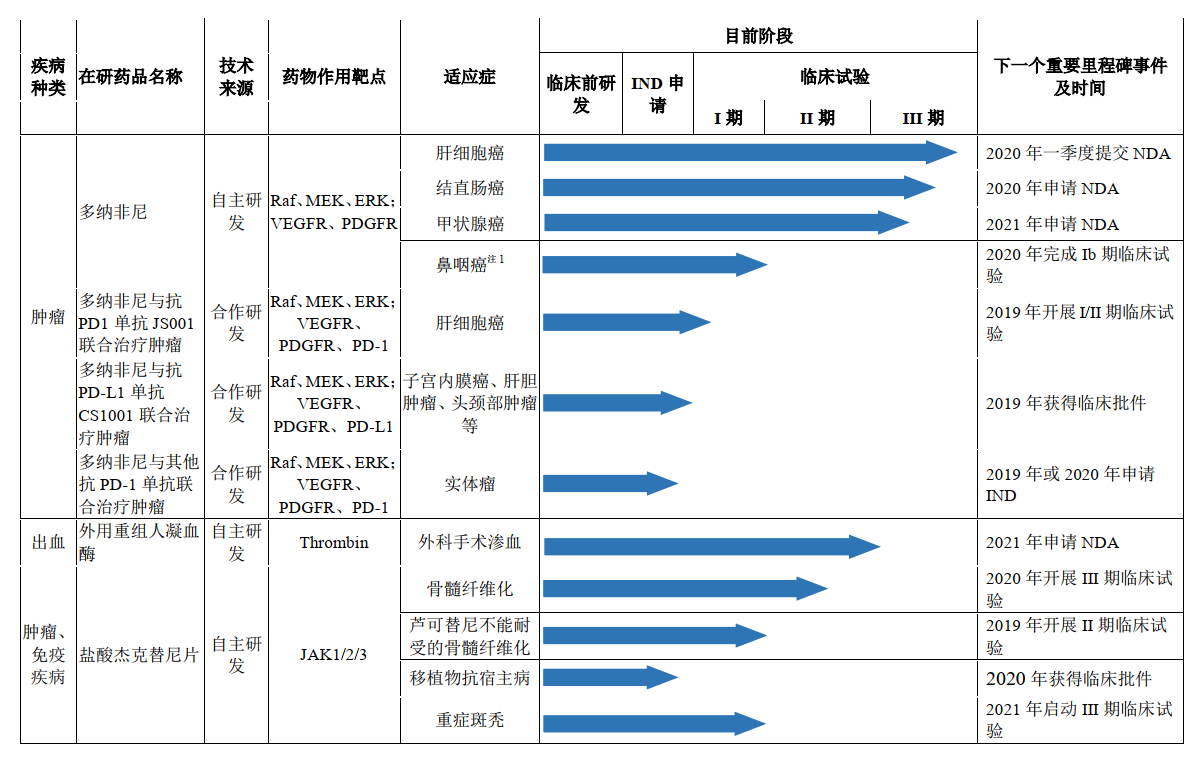 疾病种类
在研药品名称
技术来源
药物作用靶点
适应症
目前阶段
临床前研发
IND 申请
临床试验
I 期
II 期
III 期
下一个重要里程碑事件及时间
肿瘤
多纳非尼
自主研发
Raf、MEK、ERK；
VEGFR、PDGFR
肝细胞癌
2020 年一季度提交 NDA
结直肠癌
2020 年申请 NDA
甲状腺癌
2021 年申请 NDA
鼻咽癌注 1
2020 年完成 Ib 期临床试验
多纳非尼与抗
PD1 单抗 JS001
联合治疗肿瘤
合作研发
Raf、MEK、ERK；
VEGFR、
PDGFR、PD-1
肝细胞癌
2019 年开展 I/II 期临床试验
多纳非尼与抗
PD-L1 单抗
CS1001 联合治
疗肿瘤
合作研发
Raf、MEK、ERK；
VEGFR、
PDGFR、PD-L1
子宫内膜癌、肝胆
肿瘤、头颈部肿瘤
等
2019 年获得临床批件
多纳非尼与其他
抗 PD-1 单抗联
合治疗肿瘤
合作研发
Raf、MEK、ERK；
VEGFR、
PDGFR、PD-1
实体瘤
2019 年或 2020 年申请
IND
出血
外用重组人凝血
酶
自主研发
Thrombin
外科手术渗血
2021 年申请 NDA
肿瘤、
免疫
疾病
盐酸杰克替尼片
自主研发
JAK1/2/3
骨髓纤维化
2020 年开展 III 期临床试验
芦可替尼不能耐
受的骨髓纤维化
2019 年开展 II 期临床试验
移植物抗宿主病
2020 年获得临床批件
重症斑秃
2021 年启动 III 期临床试验